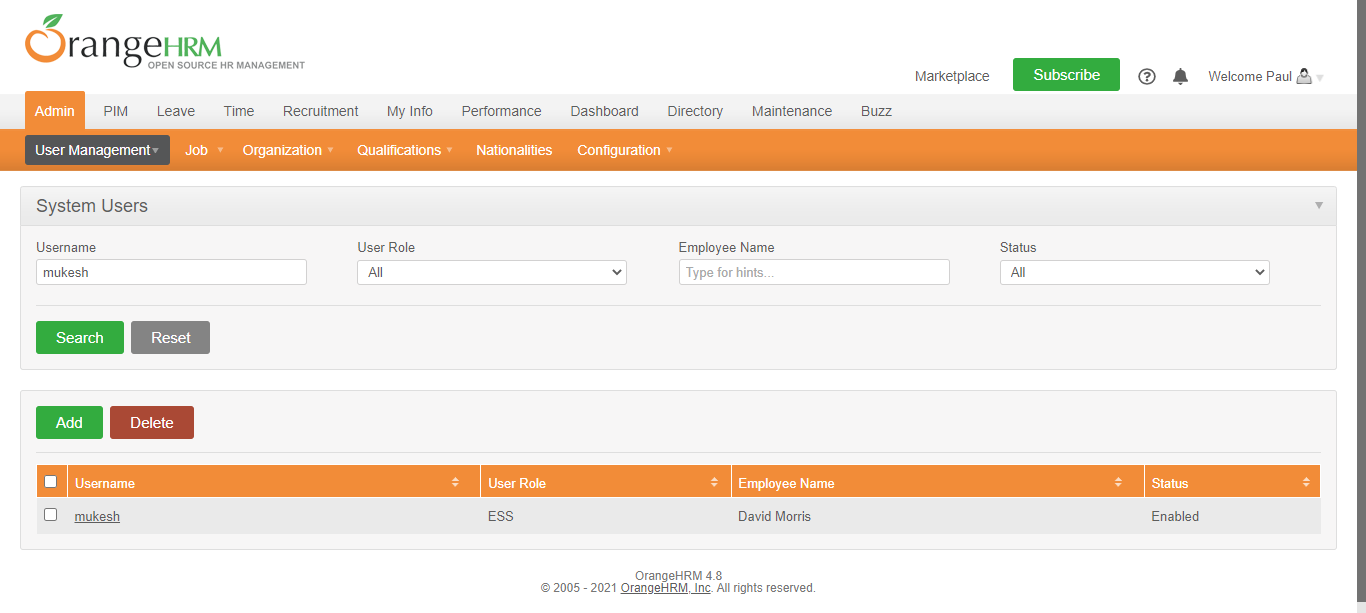 OrangeHRM
OPEN SOURCE HR MANAGEMENT
Marketplace Subscribe Welcome Paul
Admin PIM Leave Time Recruitment My Info Performance Dashboard Directory Maintenance Buzz
User Management Job Organization Qualifications Nationalities Configuration
System Users
Username User Role Employee Name Status
mukesh All Type for hints... All
Search Reset
Add Delete
Username User Role Employee Name Status
mukesh ESS David Morris Enabled
OrangeHRM 4.8
© 2005 - 2021 OrangeHRM, Inc. All rights reserved.